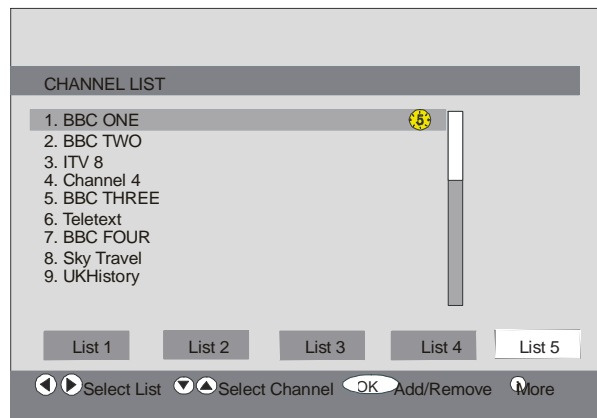 CHANNEL LIST
1. BBC ONE 5
2. BBC TWO
3. ITV 8
4. Channel 4
5. BBC THREE
6. Teletext
7. BBC FOUR
8. Sky Travel
9. UKHistory
List 1 List 2 List 3 List 4 List 5
Select List Select Channel OK Add/Remove More